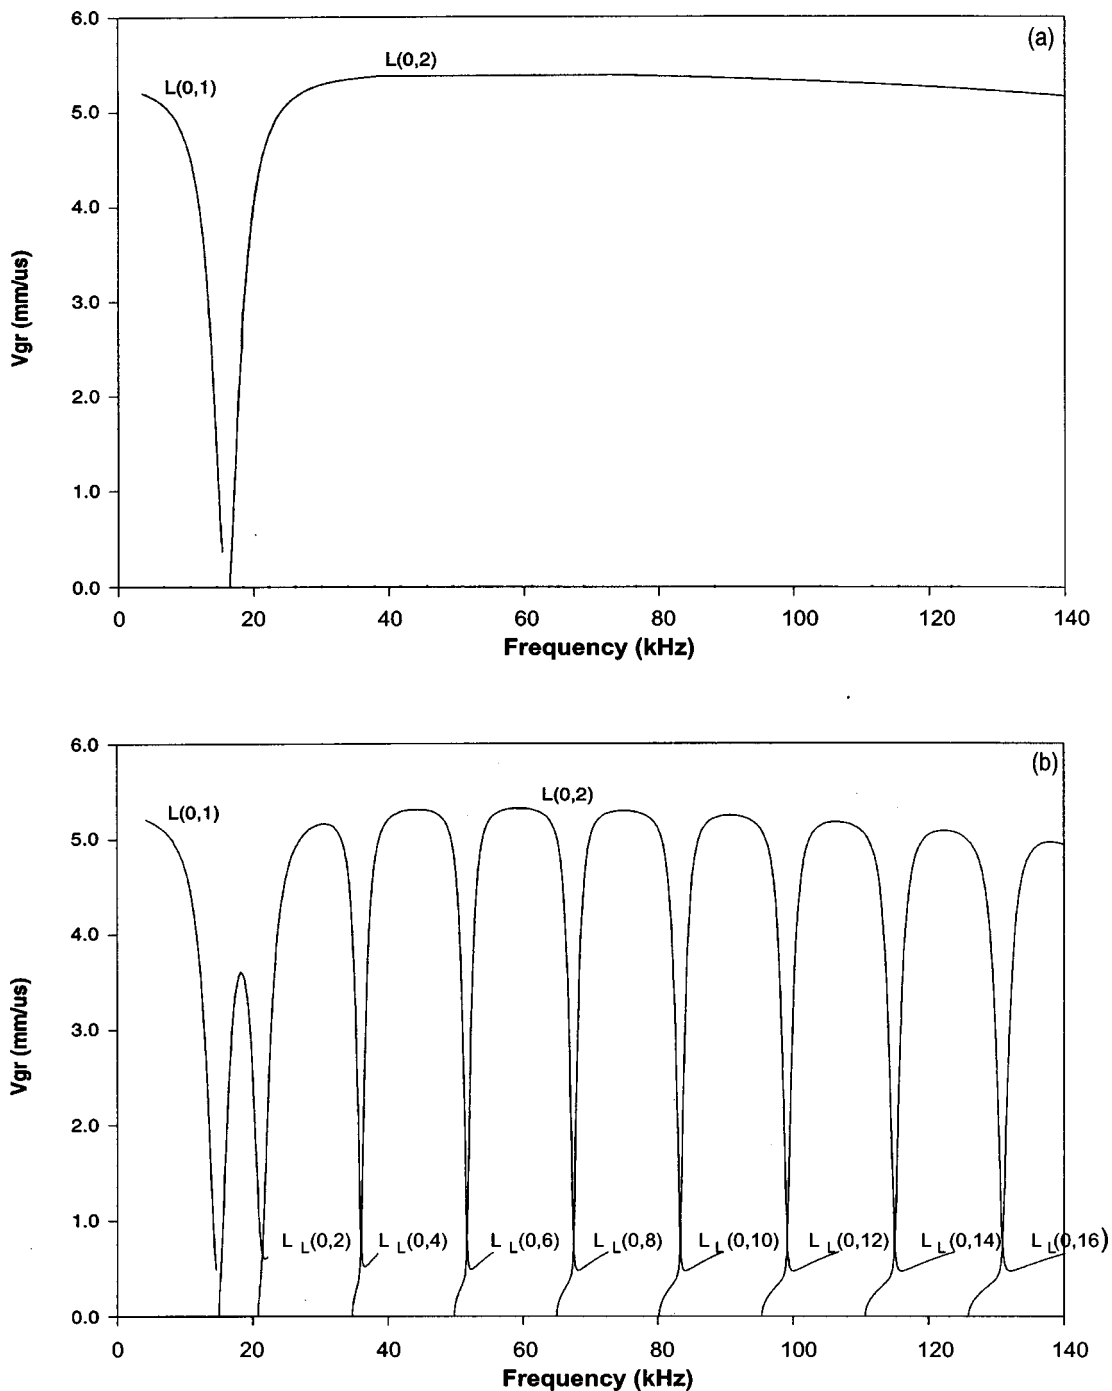 (a)
6.0
L(0,2)
L(0,1)
5.0
4.0
3.0
2.0
1.0
0.0
Vgr (mm/us)
0 20 40 60 80 100 120 140
Frequency (kHz)
(b)
6.0
L(0,1)
L(0,2)
5.0
4.0
3.0
2.0
1.0
0.0
Vgr (mm/us)
L L(0,2) L L(0,4) L L(0,6) L L(0,8) L L(0,10) L L(0,12) L L(0,14) L L(0,16)
0 20 40 60 80 100 120 140
Frequency (kHz)